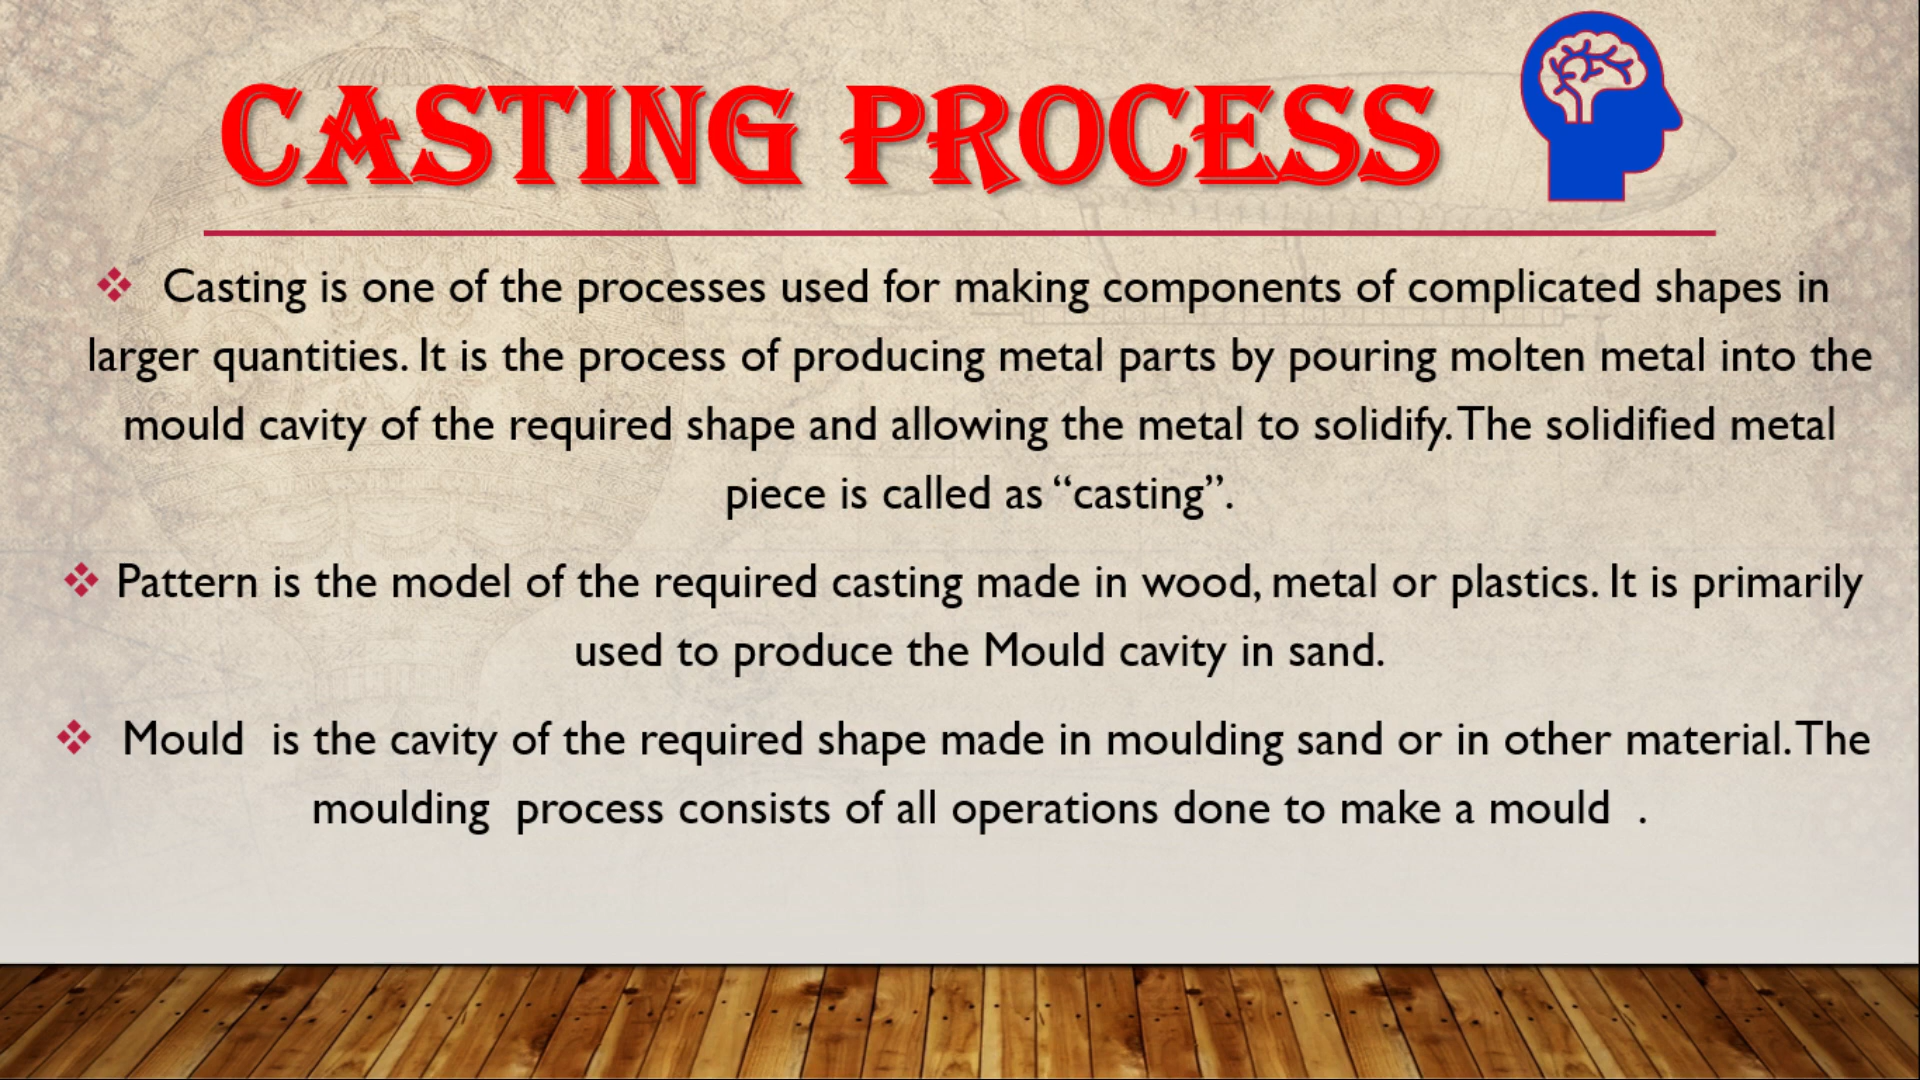 CASTING PROCESS
❖ Casting is one of the processes used for making components of complicated shapes in
larger quantities. It is the process of producing metal parts by pouring molten metal into the
mould cavity of the required shape and allowing the metal to solidify. The solidified metal
piece is called as “casting”.
❖ Pattern is the model of the required casting made in wood, metal or plastics. It is primarily
used to produce the Mould cavity in sand.
❖ Mould  is the cavity of the required shape made in moulding sand or in other material. The
moulding  process consists of all operations done to make a mould  .